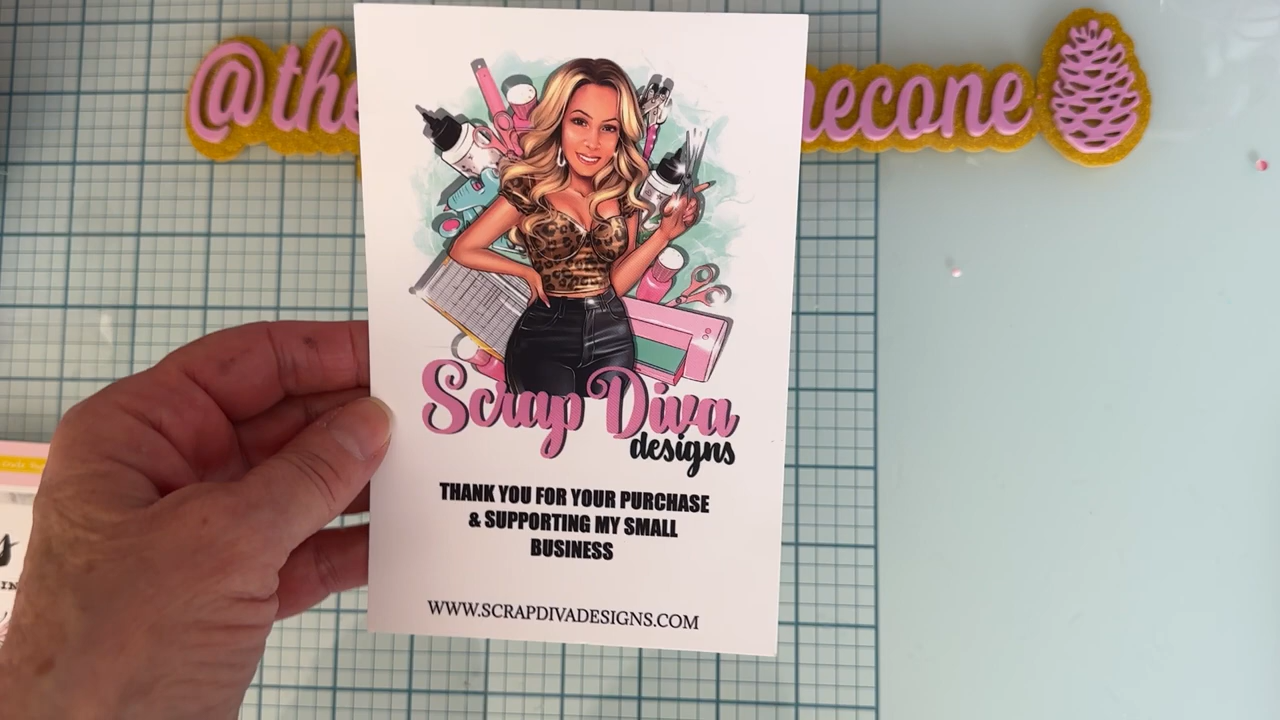 @the
necone
Scrap Diva
designs
THANK YOU FOR YOUR PURCHASE
& SUPPORTING MY SMALL
BUSINESS
WWW.SCRAPDIVADESIGNS.COM